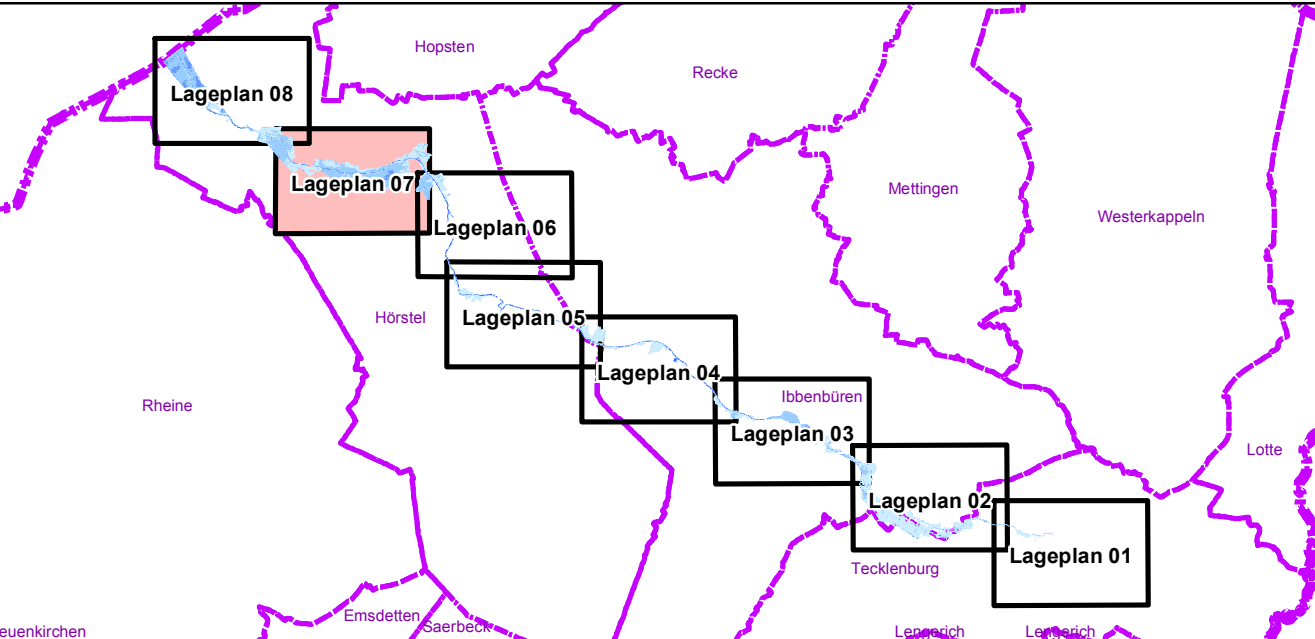 Hopsten
Recke
Lageplan 08
Lageplan 07
Mettingen
Westerkappeln
Lageplan 06
Hörstel
Lageplan 05
Lageplan 04
Ibbenbüren
Rheine
Lageplan 03
Lotte
Lageplan 02
Lageplan 01
Tecklenburg
Emsdetten
Saerbeck
euenkirchen
Lengerich
Lengerich